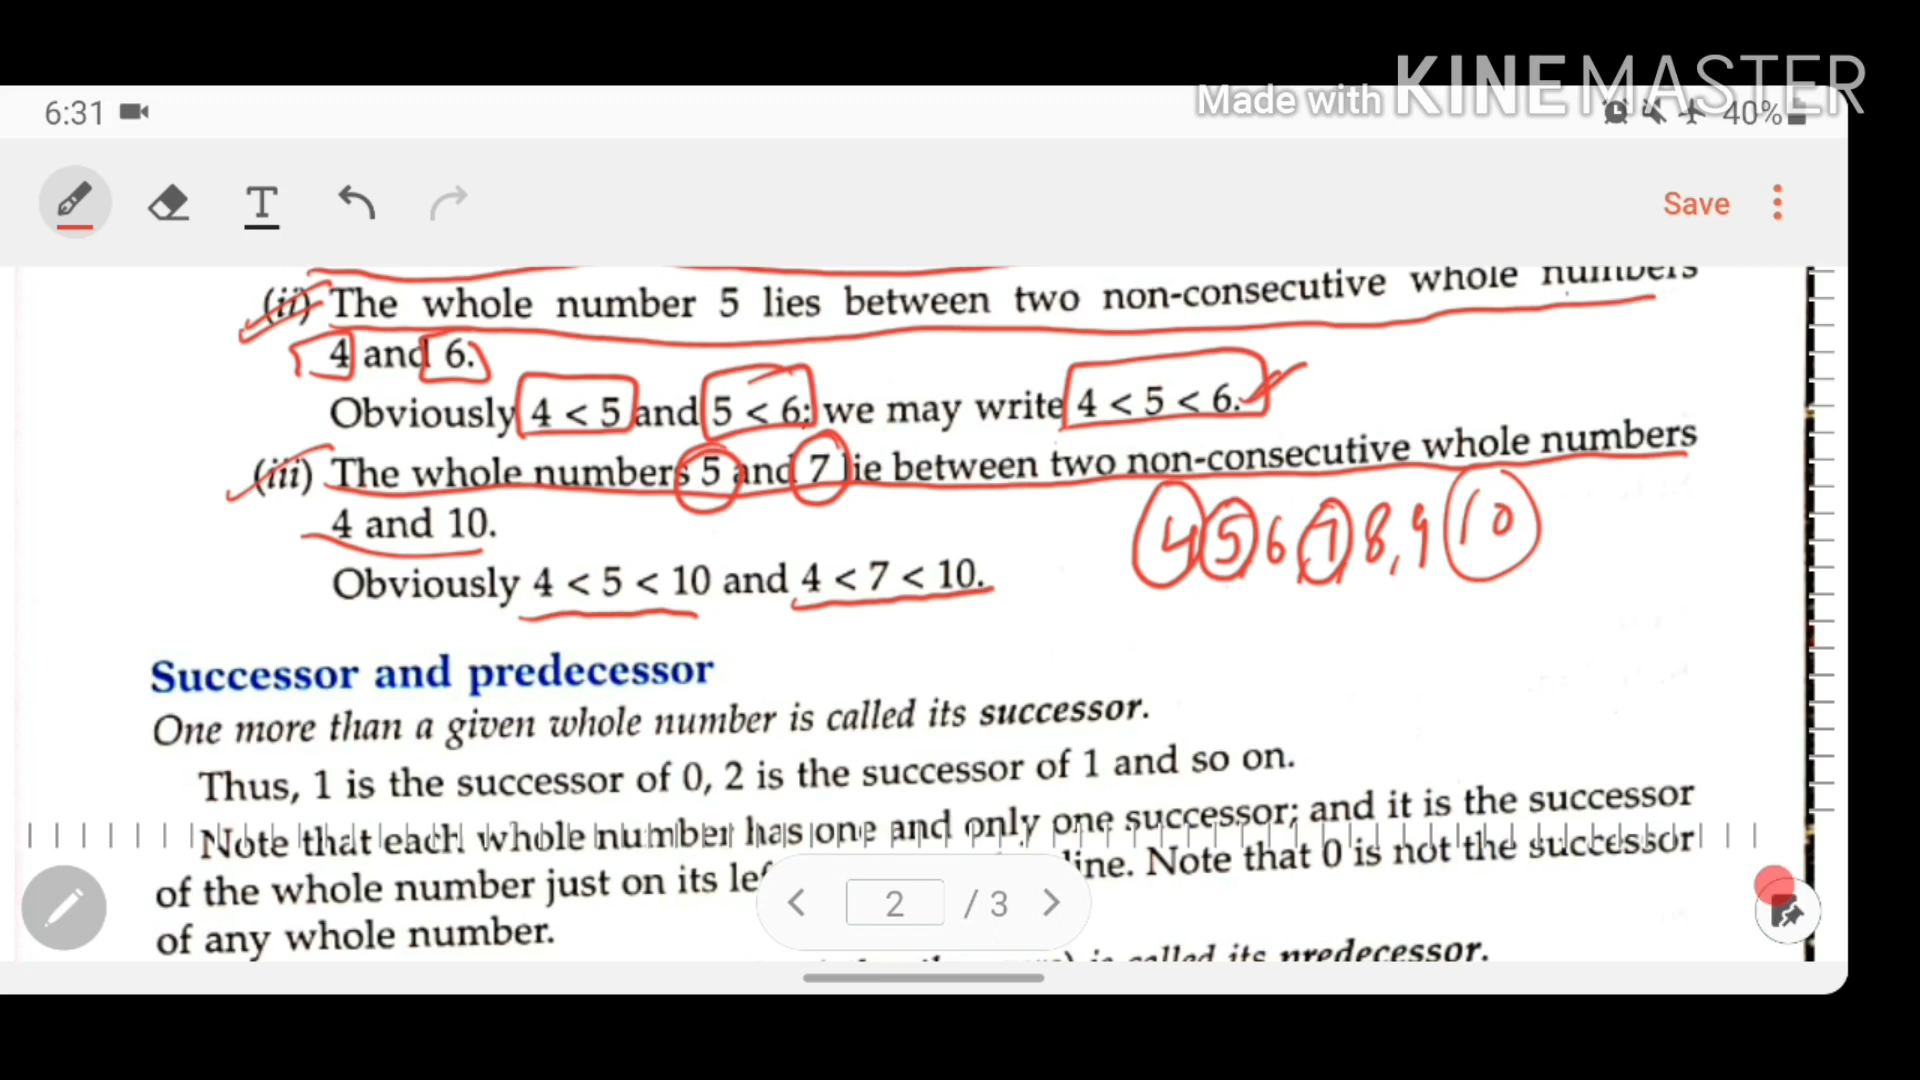 Made with KINEMASTER
6:31
40%
T
Save
(ii) The whole number 5 lies between two non-consecutive whole numbers
4 and 6.
Obviously 4 < 5 and 5 < 6; we may write 4 < 5 < 6.
(iii) The whole numbers 5 and 7 lie between two non-consecutive whole numbers
4 and 10.
4 5 6 7 8, 9 10
Obviously 4 < 5 < 10 and 4 < 7 < 10.
Successor and predecessor
One more than a given whole number is called its successor.
Thus, 1 is the successor of 0, 2 is the successor of 1 and so on.
Note that each whole number has one and only one successor; and it is the successor
of the whole number just on its line. Note that 0 is not the successor
of any whole number.
2 / 3
is called its predecessor.